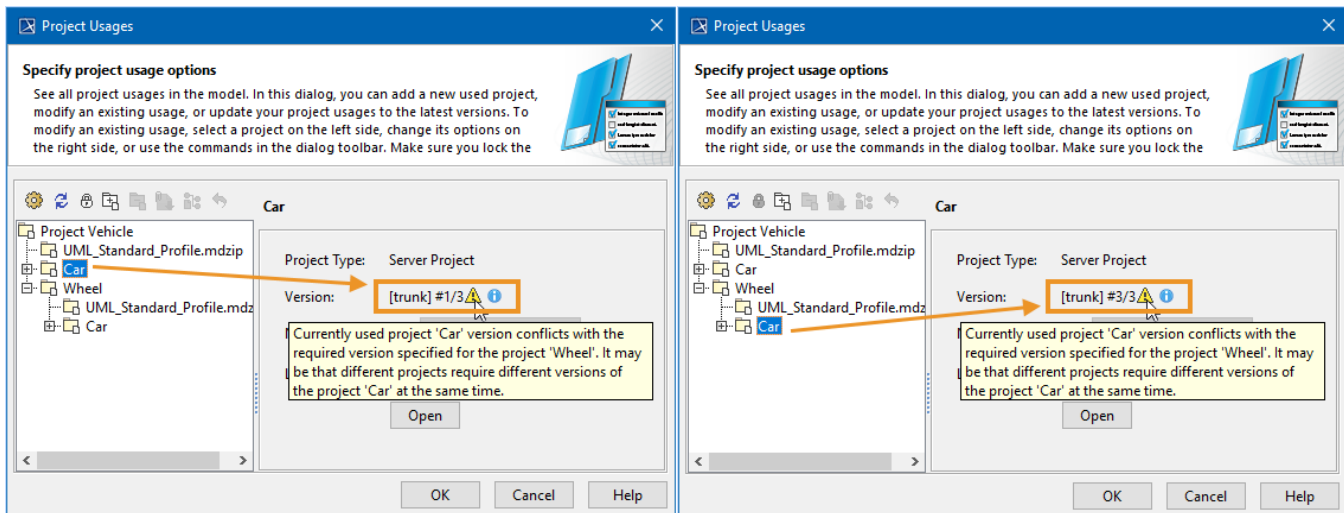 Project Usages
Specify project usage options
See all project usages in the model. In this dialog, you can add a new used project,
modify an existing usage, or update your project usages to the latest versions. To
modify an existing usage, select a project on the left side, change its options on
the right side, or use the commands in the dialog toolbar. Make sure you lock the
Car
Project Vehicle
UML_Standard_Profile.mdzip
Car
Wheel
UML_Standard_Profile.mdz
Car
Project Type: Server Project
Version: [trunk] #1/3
Currently used project 'Car' version conflicts with the
required version specified for the project 'Wheel'. It may
be that different projects require different versions of
the project 'Car' at the same time.
Open
OK Cancel Help
Project Usages
Specify project usage options
See all project usages in the model. In this dialog, you can add a new used project,
modify an existing usage, or update your project usages to the latest versions. To
modify an existing usage, select a project on the left side, change its options on
the right side, or use the commands in the dialog toolbar. Make sure you lock the
Car
Project Vehicle
UML_Standard_Profile.mdzip
Car
Wheel
UML_Standard_Profile.mdz
Car
Project Type: Server Project
Version: [trunk] #3/3
Currently used project 'Car' version conflicts with the
required version specified for the project 'Wheel'. It may
be that different projects require different versions of
the project 'Car' at the same time.
Open
OK Cancel Help